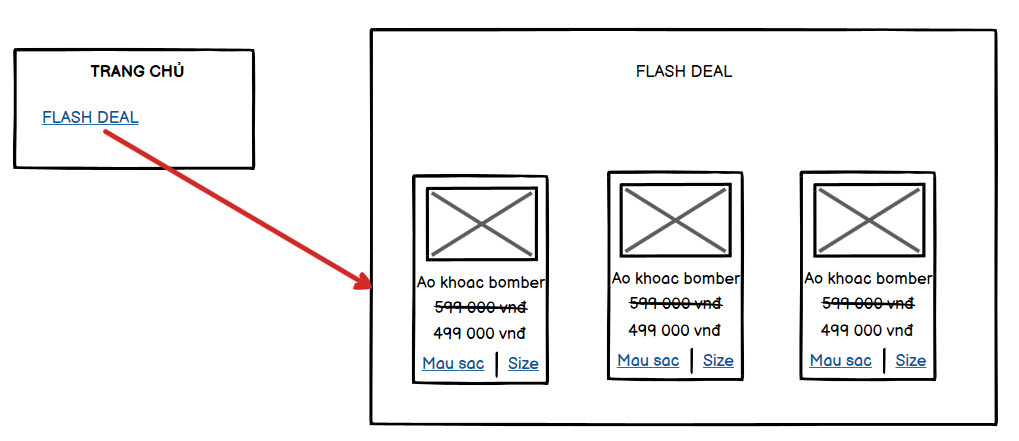 TRANG CHỦ
FLASH DEAL
FLASH DEAL
Ao khoac bomber
599 000 vnđ
499 000 vnđ
Mau sac | Size
Ao khoac bomber
599 000 vnđ
499 000 vnđ
Mau sac | Size
Ao khoac bomber
599 000 vnđ
499 000 vnđ
Mau sac | Size